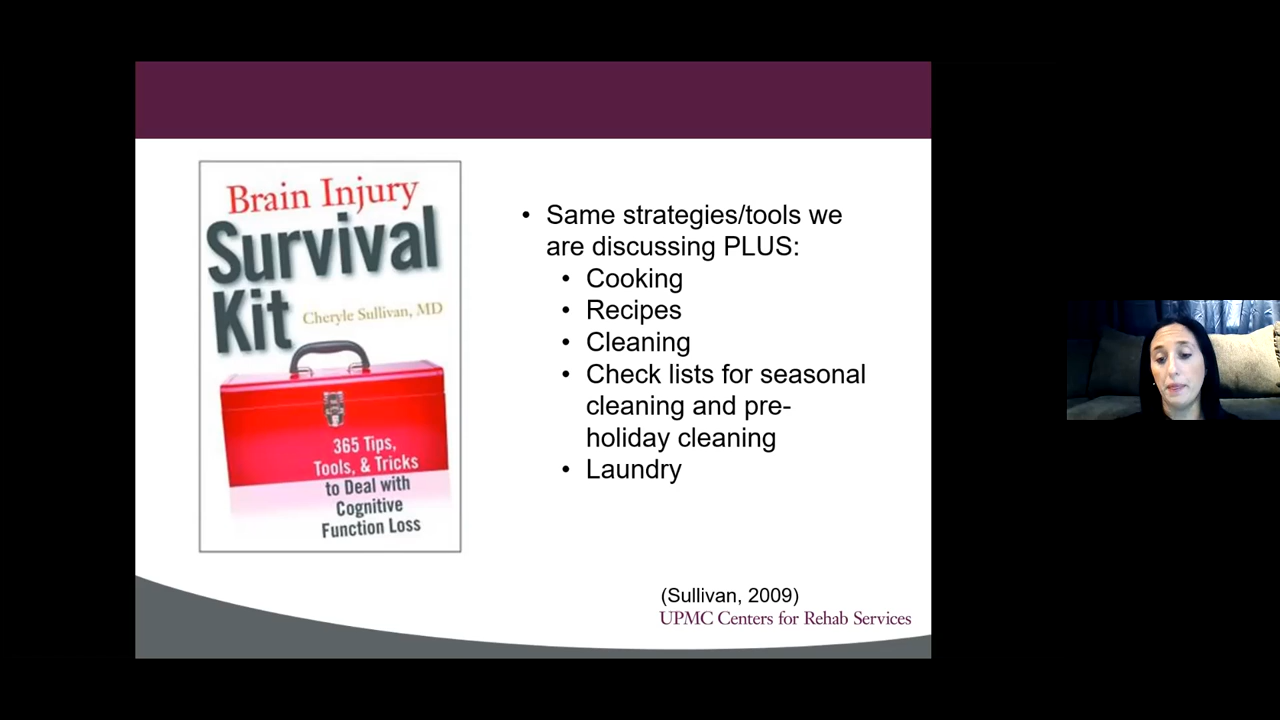 Brain Injury
Survival
Kit
Cheryle Sullivan, MD
365 Tips,
Tools, & Tricks
to Deal with
Cognitive
Function Loss
• Same strategies/tools we
are discussing PLUS:
• Cooking
• Recipes
• Cleaning
• Check lists for seasonal
cleaning and pre-
holiday cleaning
• Laundry
(Sullivan, 2009)
UPMC Centers for Rehab Services